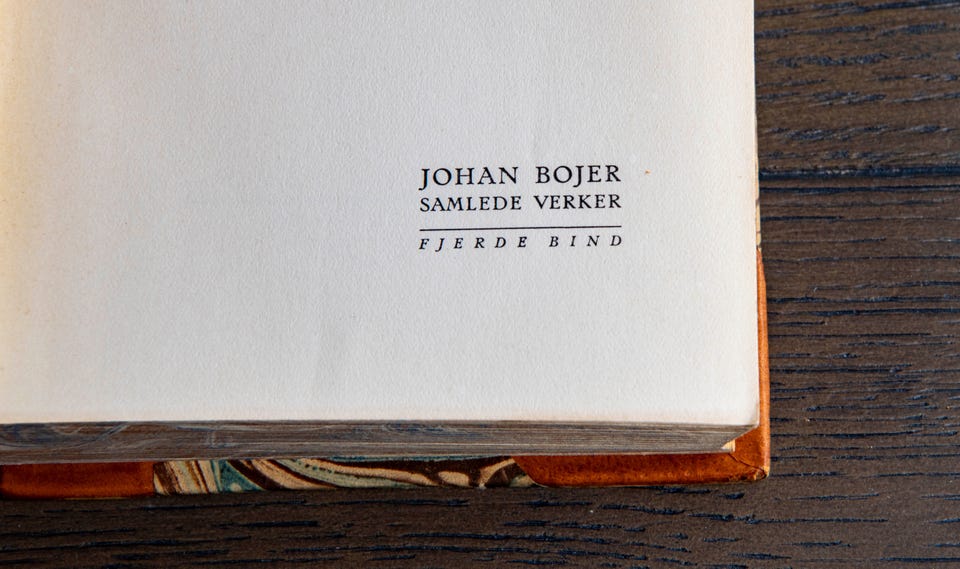 JOHAN BOJER
SAMLEDE VERKER
FJERDE BIND